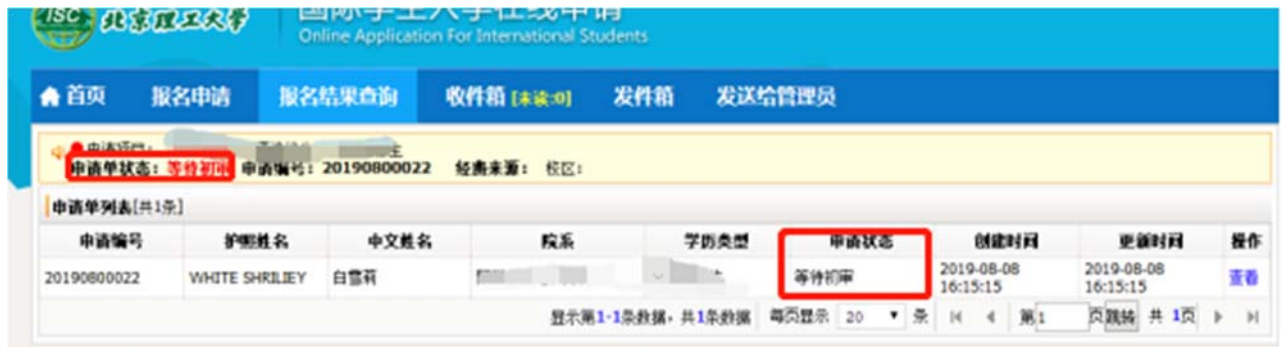 ISC 北京理工大学
国际学生大学在线申请
Online Application For International Students
首页 报名申请 报名结果查询 收件箱 [未读:0] 发件箱 发送给管理员
申请单状态：等待初审 申请编号：20190800022 经费来源： 校区：
申请单列表[共1条]
申请编号 护照姓名 中文姓名 院系 学历类型 申请状态 创建时间 更新时间 操作
20190800022 WHITE SHRILIEY 白雪莉 等待初审 2019-08-08 16:15:15 2019-08-08 16:15:15 查看
显示第1-1条数据，共1条数据 每页显示 20 条 第1 页 跳转 共 1页